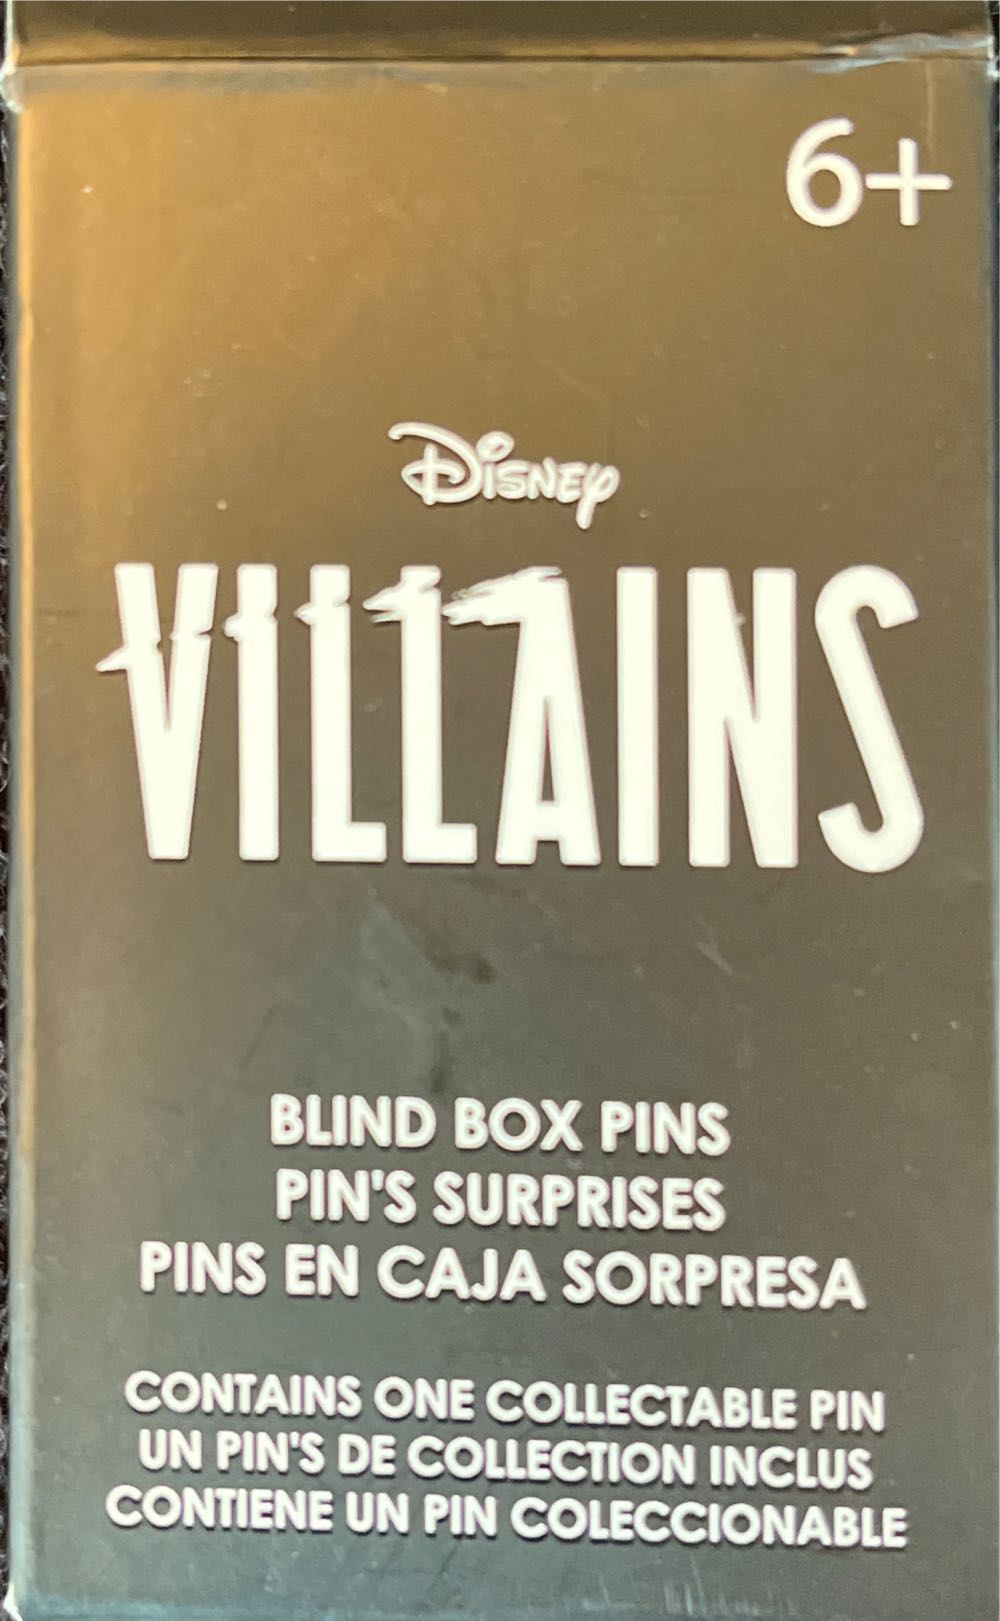 6+
Disney
VILLAINS
BLIND BOX PINS
PIN'S SURPRISES
PINS EN CAJA SORPRESA
CONTAINS ONE COLLECTABLE PIN
UN PIN'S DE COLLECTION INCLUS
CONTIENE UN PIN COLECCIONABLE